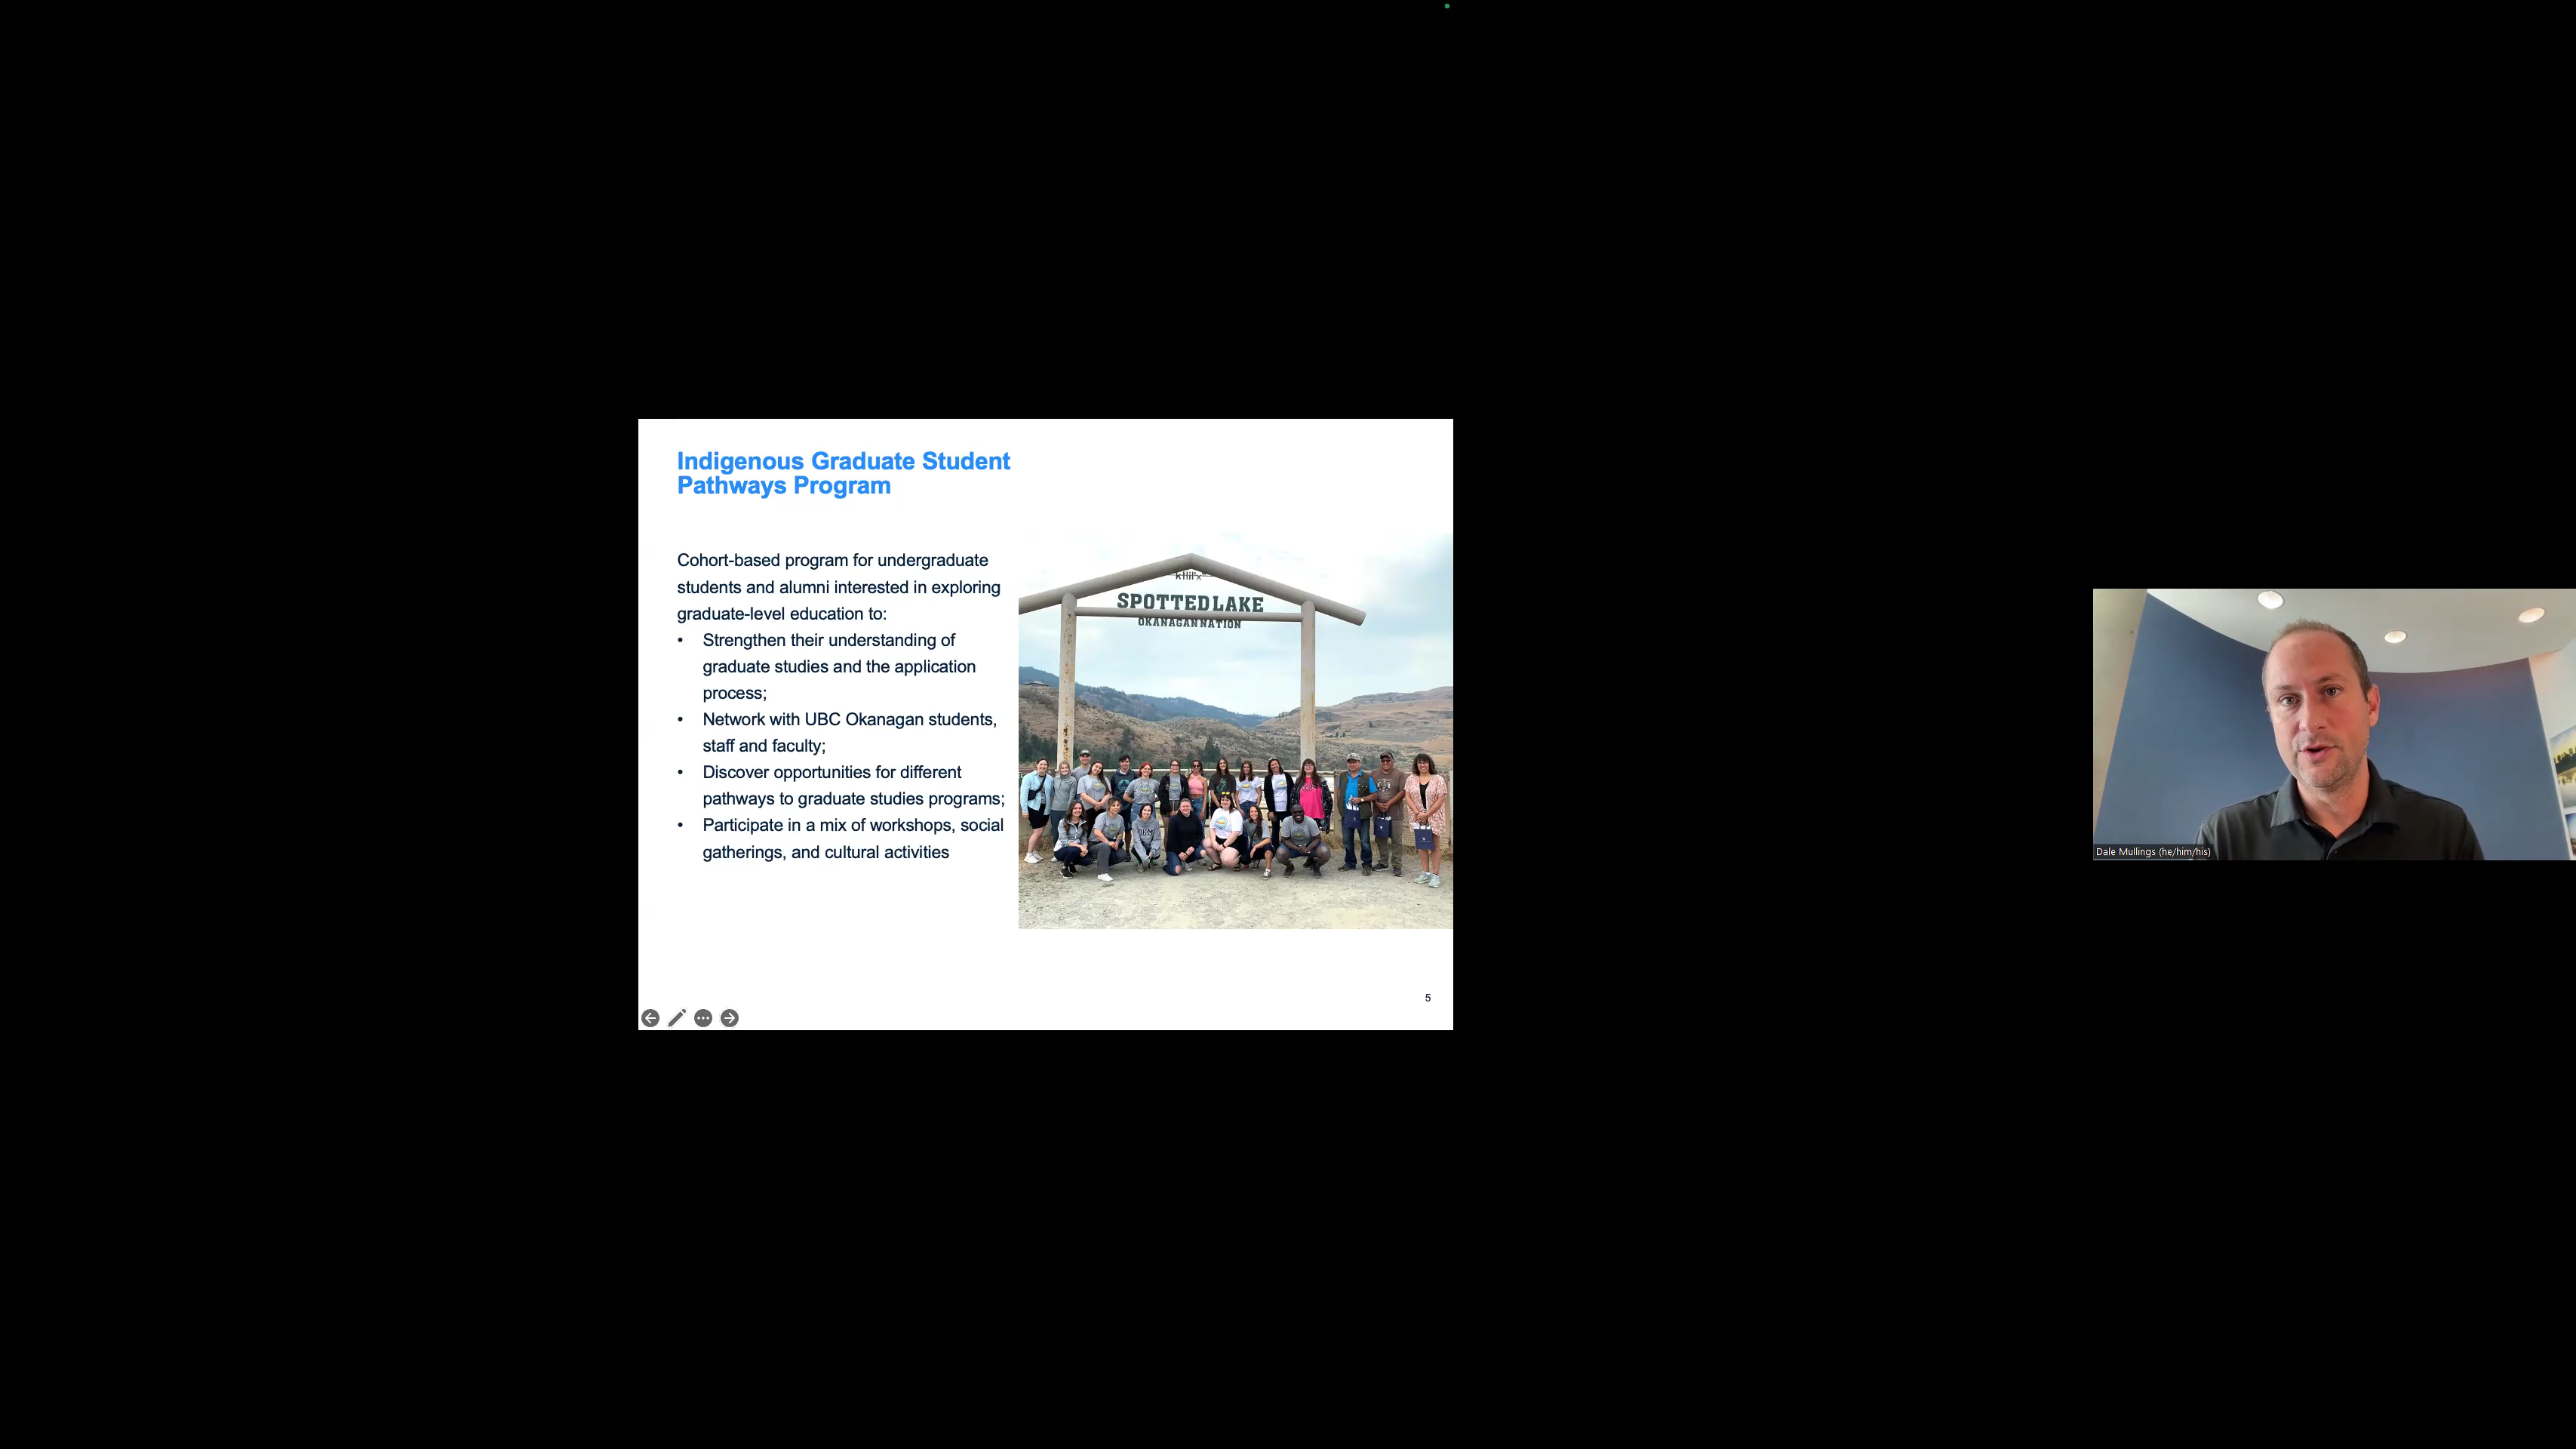 Indigenous Graduate Student
Pathways Program
Cohort-based program for undergraduate
students and alumni interested in exploring
graduate-level education to:
• Strengthen their understanding of
graduate studies and the application
process;
• Network with UBC Okanagan students,
staff and faculty;
• Discover opportunities for different
pathways to graduate studies programs;
• Participate in a mix of workshops, social
gatherings, and cultural activities
SPOTTED LAKE
OKANAGAN NATION
5
Dale Mullings (he/him/his)